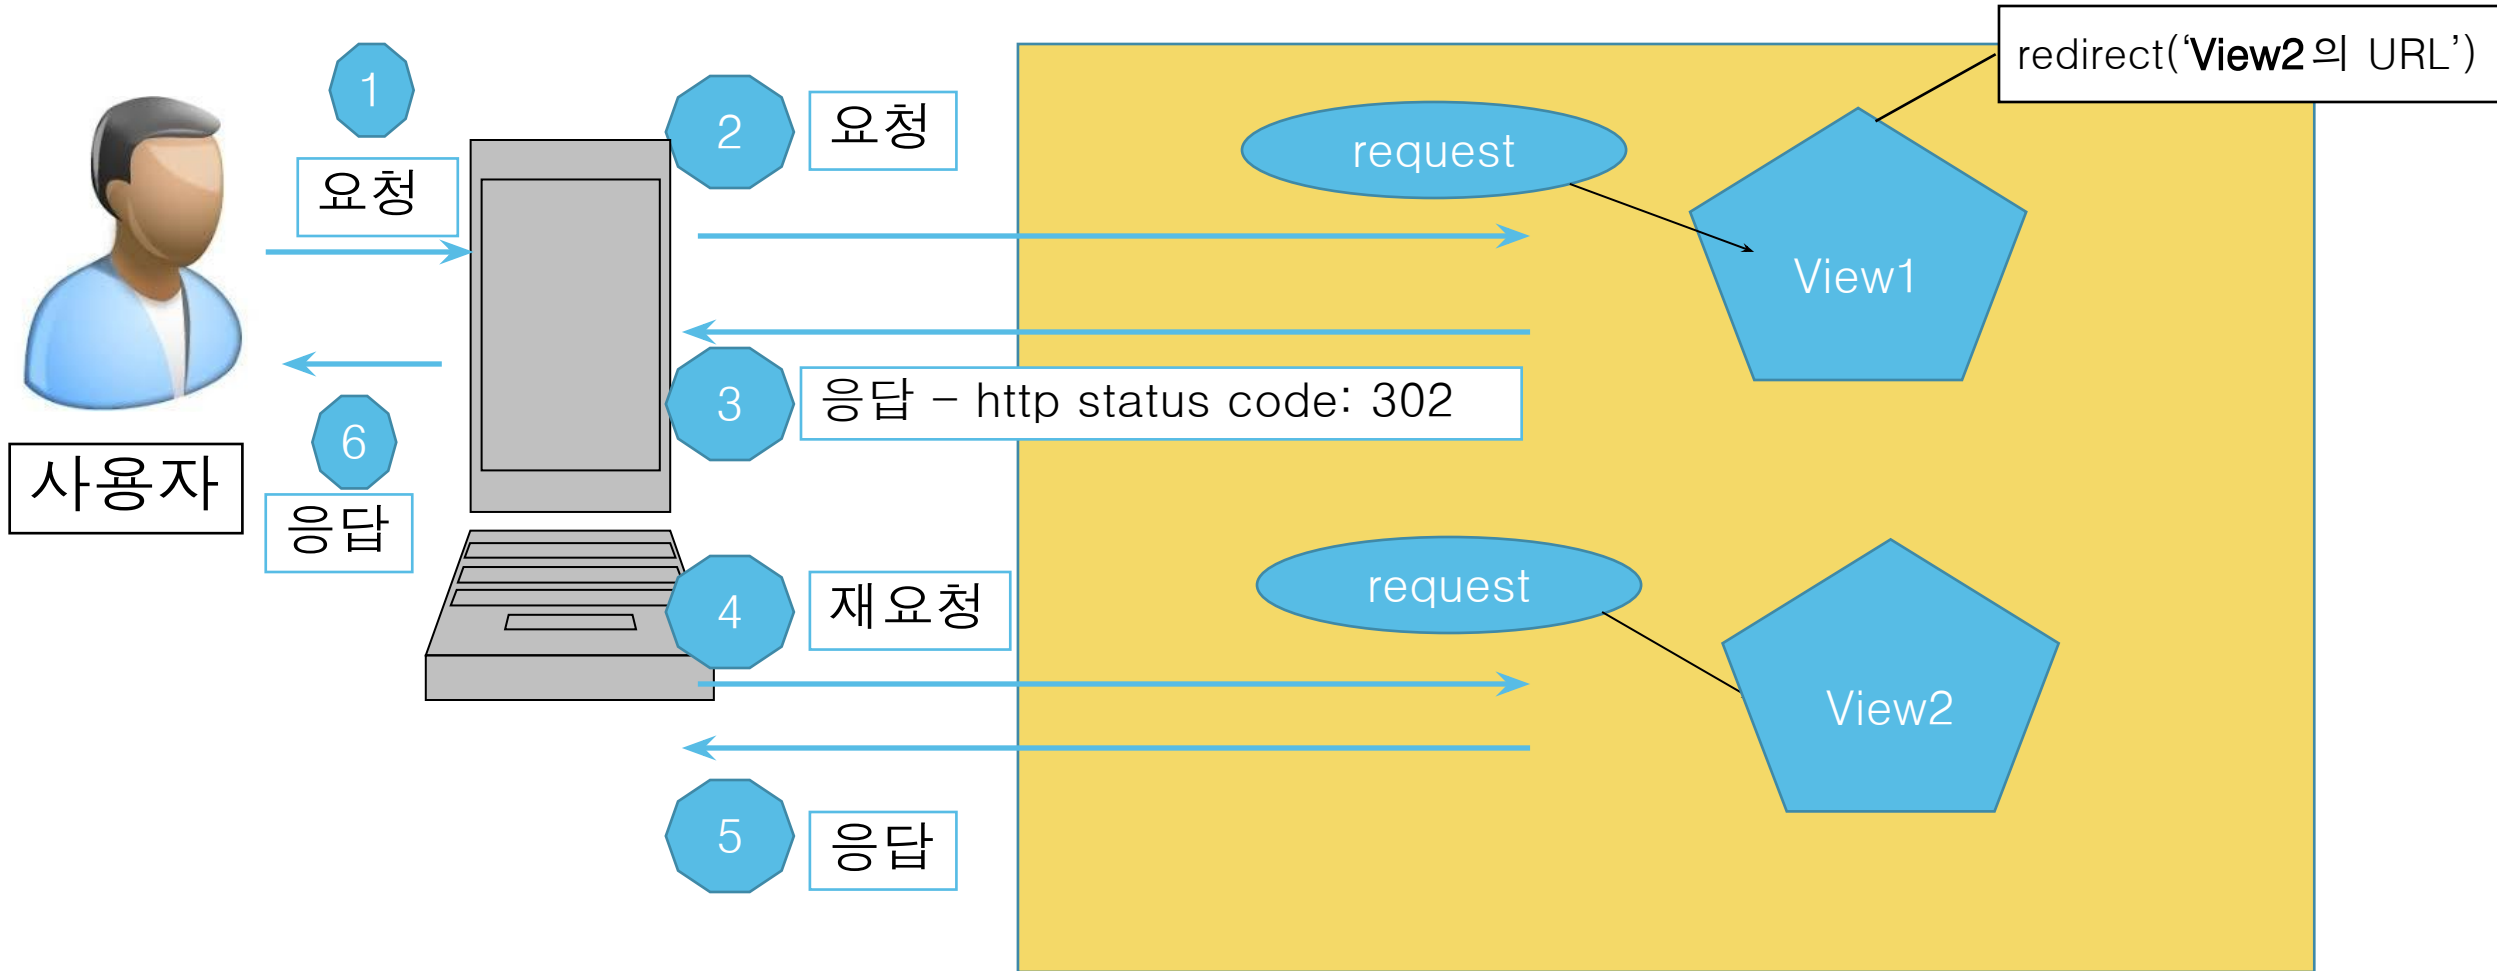 redirect(‘View2의 URL’)
1
요청
2
요청
request
View1
3
응답 – http status code: 302
사용자
6
응답
4
재요청
request
View2
5
응답